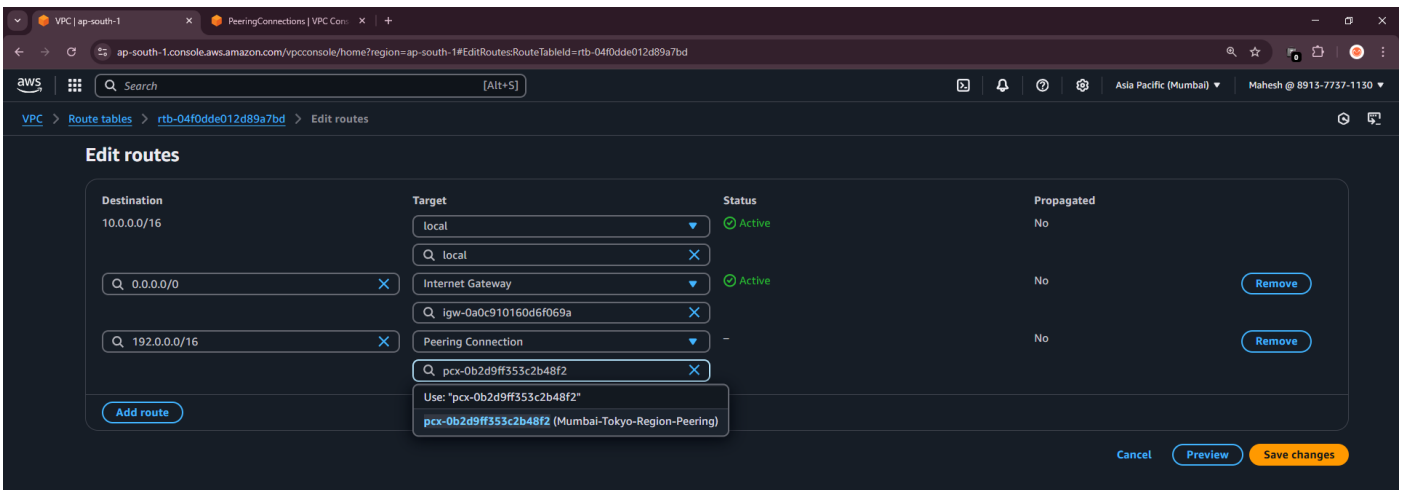 VPC | ap-south-1
PeeringConnections | VPC Con
ap-south-1.console.aws.amazon.com/vpcconsole/home?region=ap-south-1#EditRoutes:RouteTableId=rtb-04f0dde012d89a7bd
0
aws
Search
[Alt+S]
Asia Pacific (Mumbai)
Mahesh @ 8913-7737-1130
VPC > Route tables > rtb-04f0dde012d89a7bd > Edit routes
Edit routes
Destination Target Status Propagated
10.0.0.0/16 local Active No
local
0.0.0.0/0 Internet Gateway Active No Remove
igw-0a0c910160d6f069a
192.0.0.0/16 Peering Connection – No Remove
pcx-0b2d9ff353c2b48f2
Use: "pcx-0b2d9ff353c2b48f2"
pcx-0b2d9ff353c2b48f2 (Mumbai-Tokyo-Region-Peering)
Add route
Cancel Preview Save changes